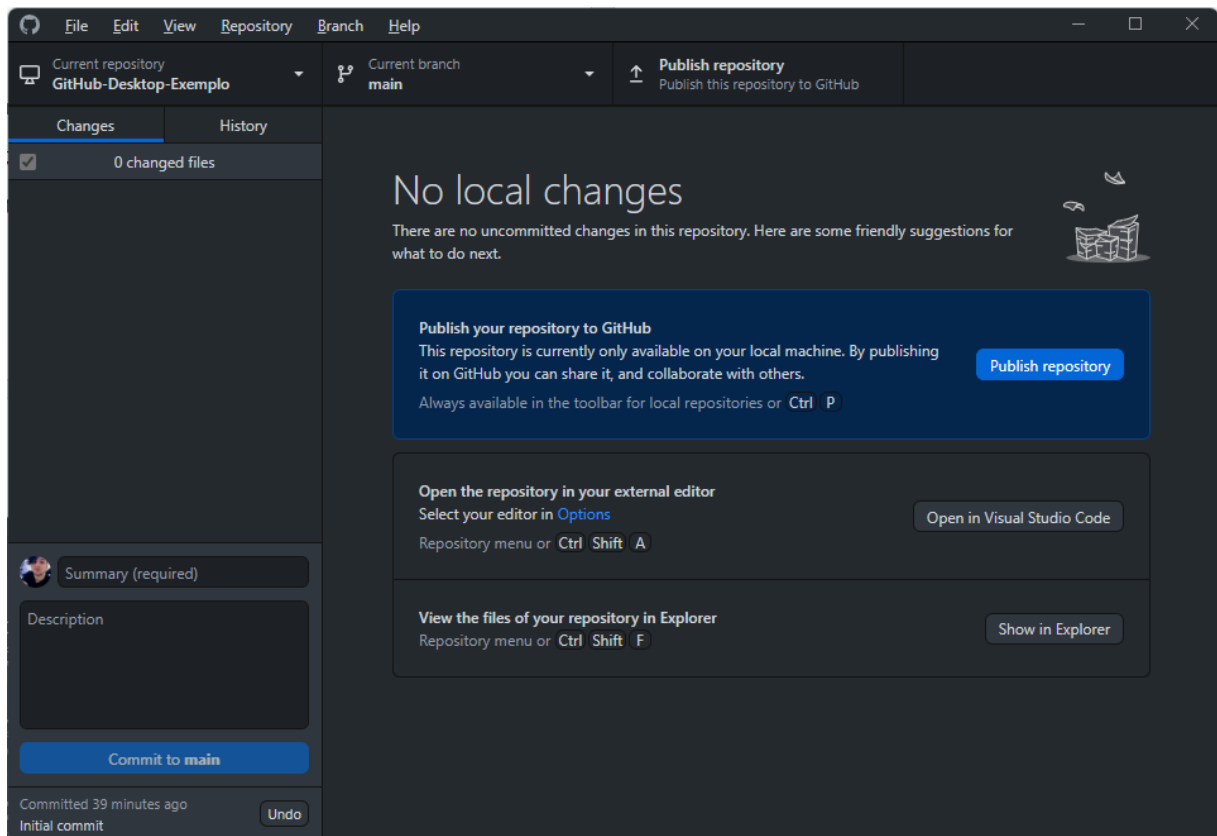 File Edit View Repository Branch Help
Current repository
GitHub-Desktop-Exemplo
Current branch
main
Publish repository
Publish this repository to GitHub
Changes History
0 changed files
No local changes
There are no uncommitted changes in this repository. Here are some friendly suggestions for
what to do next.
Publish your repository to GitHub
This repository is currently only available on your local machine. By publishing
it on GitHub you can share it, and collaborate with others.
Always available in the toolbar for local repositories or Ctrl P
Publish repository
Open the repository in your external editor
Select your editor in Options
Repository menu or Ctrl Shift A
Open in Visual Studio Code
View the files of your repository in Explorer
Repository menu or Ctrl Shift F
Show in Explorer
Summary (required)
Description
Commit to main
Committed 39 minutes ago
Initial commit
Undo